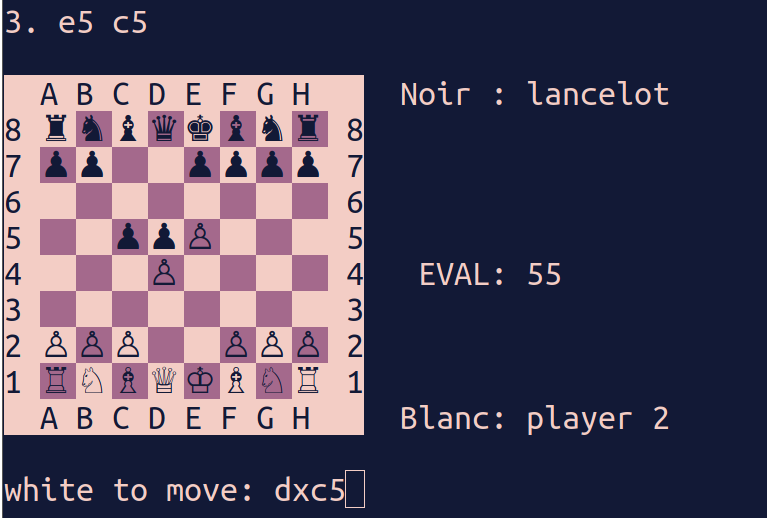 3. e5 c5
A B C D E F G H Noir : lancelot
8 ♜♞♝♛♚♝♞♜ 8
7 ♟♟  ♟♟♟♟ 7
6 6
5 ♟♟♙ 5
4 ♙ 4 EVAL: 55
3 3
2 ♙♙♙  ♙♙♙ 2
1 ♖♘♗♕♔♗♘♖ 1
A B C D E F G H Blanc: player 2
white to move: dxc5